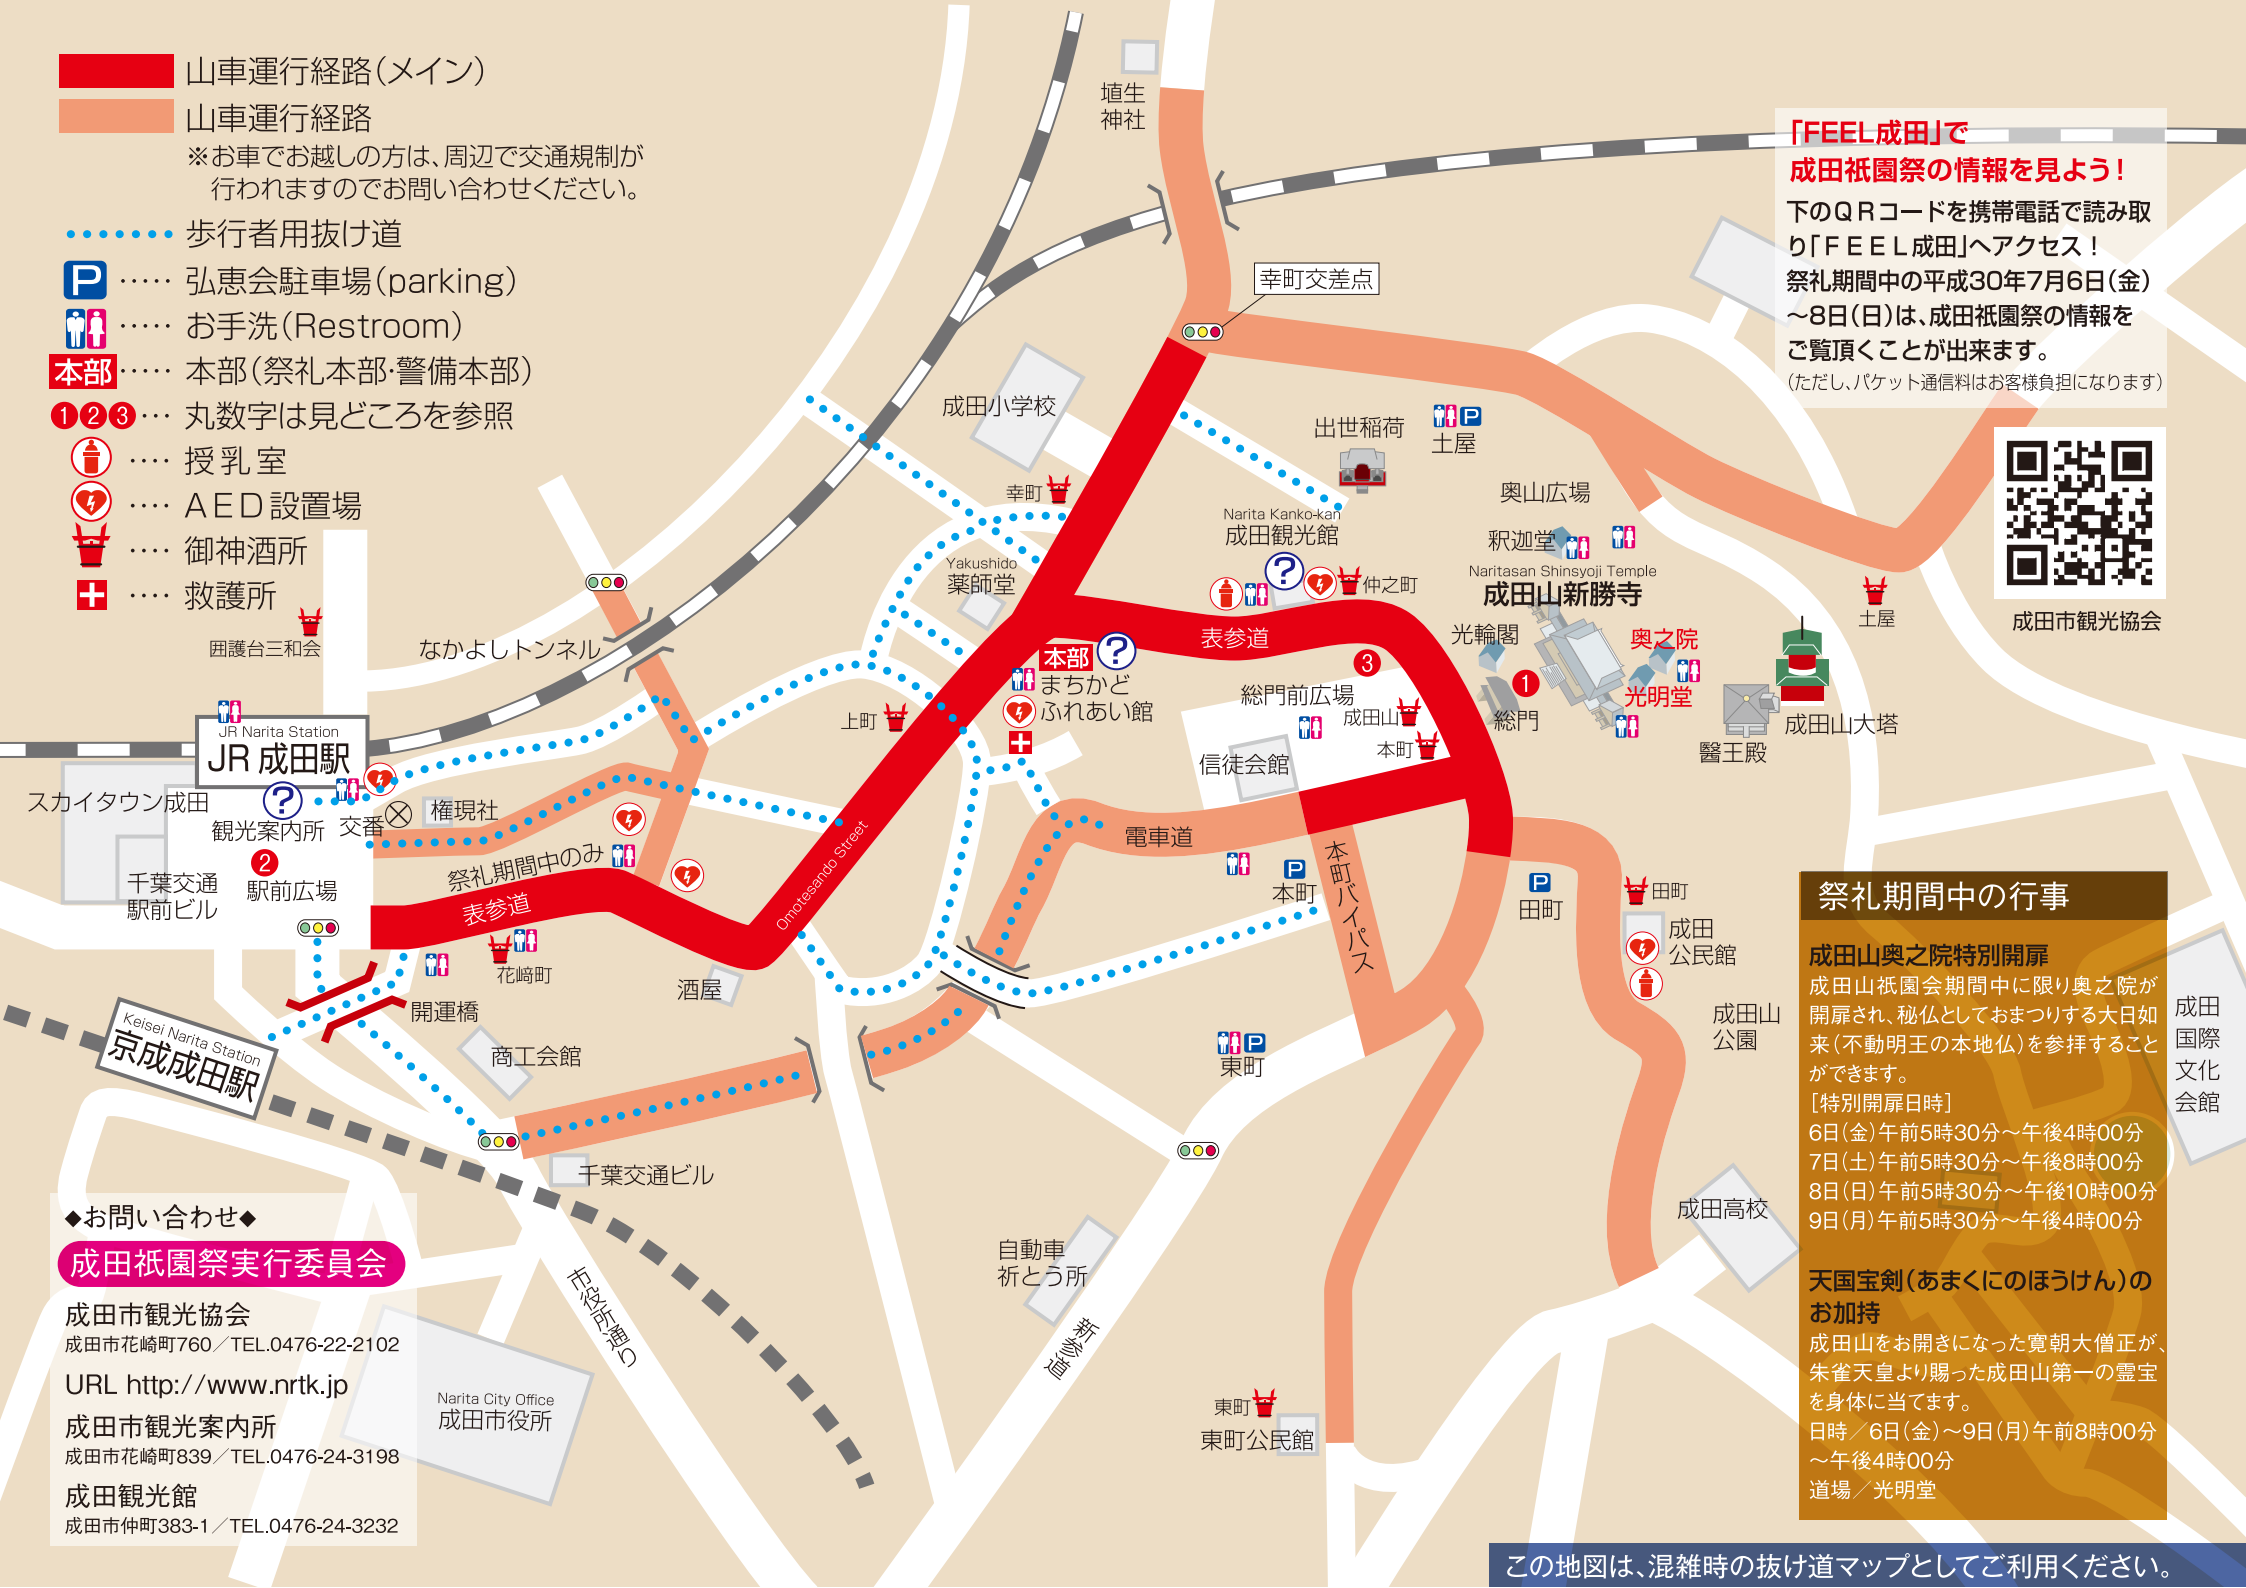 山車運行経路(メイン)
山車運行経路
※お車でお越しの方は、周辺で交通規制が
行われますのでお問い合わせください。
歩行者用抜け道
P ····· 弘恵会駐車場(parking)
····· お手洗(Restroom)
本部 ····· 本部(祭礼本部・警備本部)
①②③ ··· 丸数字は見どころを参照
···· 授乳室
···· AED設置場
···· 御神酒所
···· 救護所
囲護台三和会
なかよしトンネル
JR Narita Station
JR 成田駅
スカイタウン成田
?
観光案内所
交番
権現社
②
駅前広場
千葉交通
駅前ビル
祭礼期間中のみ
表参道
花﨑町
開運橋
Keisei Narita Station
京成成田駅
商工会館
千葉交通ビル
酒屋
Omotesando Street
上町
埴生
神社
幸町交差点
成田小学校
幸町
Yakushido
薬師堂
出世稲荷
P
土屋
Narita Kanko-kan
成田観光館
?
仲之町
表参道
本部 ?
まちかど
ふれあい館
③
総門前広場
成田山
本町
信徒会館
電車道
P
本町
本町バイパス
奥山広場
釈迦堂
Naritasan Shinsyoji Temple
成田山新勝寺
光輪閣
①
総門
奥之院
光明堂
醫王殿
成田山大塔
土屋
P
田町
田町
成田
公民館
成田山
公園
P
東町
成田高校
自動車
祈とう所
新参道
市役所通り
東町
東町公民館
Narita City Office
成田市役所
成田
国際
文化
会館
「FEEL成田」で
成田祇園祭の情報を見よう!
下のQRコードを携帯電話で読み取
り「FEEL成田」へアクセス!
祭礼期間中の平成30年7月6日(金)
～8日(日)は、成田祇園祭の情報を
ご覧頂くことが出来ます。
(ただし、パケット通信料はお客様負担になります)
成田市観光協会
祭礼期間中の行事
成田山奥之院特別開扉
成田山祇園会期間中に限り奥之院が
開扉され、秘仏としておまつりする大日如
来(不動明王の本地仏)を参拝すること
ができます。
[特別開扉日時]
6日(金)午前5時30分～午後4時00分
7日(土)午前5時30分～午後8時00分
8日(日)午前5時30分～午後10時00分
9日(月)午前5時30分～午後4時00分
天国宝剣(あまくにのほうけん)の
お加持
成田山をお開きになった寛朝大僧正が、
朱雀天皇より賜った成田山第一の霊宝
を身体に当てます。
日時／6日(金)～9日(月)午前8時00分
～午後4時00分
道場／光明堂
◆お問い合わせ◆
成田祇園祭実行委員会
成田市観光協会
成田市花崎町760／TEL.0476-22-2102
URL http://www.nrtk.jp
成田市観光案内所
成田市花崎町839／TEL.0476-24-3198
成田観光館
成田市仲町383-1／TEL.0476-24-3232
この地図は、混雑時の抜け道マップとしてご利用ください。